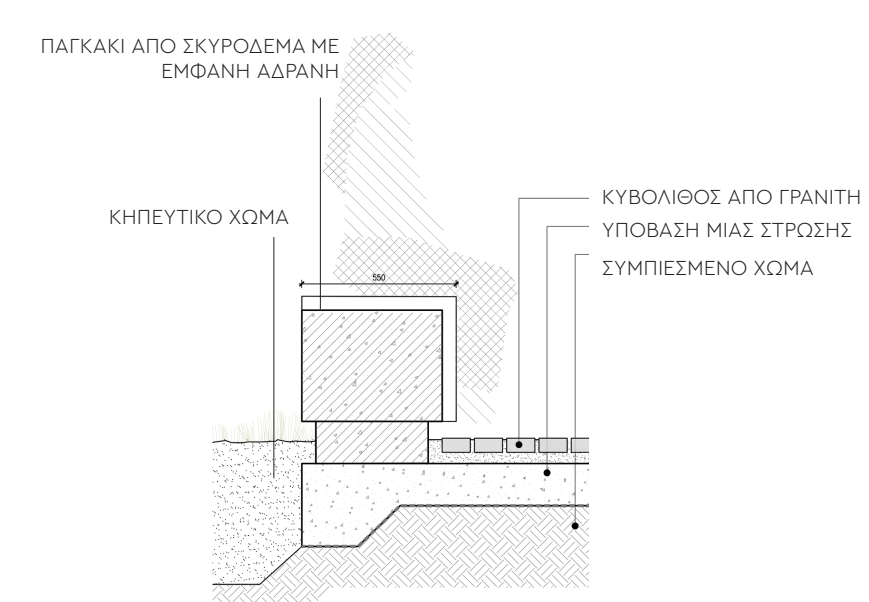 ΠΑΓΚΑΚΙ ΑΠΟ ΣΚΥΡΟΔΕΜΑ ΜΕ
ΕΜΦΑΝΗ ΑΔΡΑΝΗ
ΚΗΠΕΥΤΙΚΟ ΧΩΜΑ
ΚΥΒΟΛΙΘΟΣ ΑΠΟ ΓΡΑΝΙΤΗ
ΥΠΟΒΑΣΗ ΜΙΑΣ ΣΤΡΩΣΗΣ
ΣΥΜΠΙΕΣΜΕΝΟ ΧΩΜΑ
550